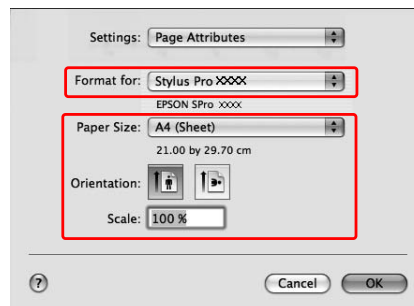 Settings: Page Attributes
Format for: Stylus Pro XXXX
EPSON SPro XXXX
Paper Size: A4 (Sheet)
21.00 by 29.70 cm
Orientation:
Scale: 100 %
? Cancel OK